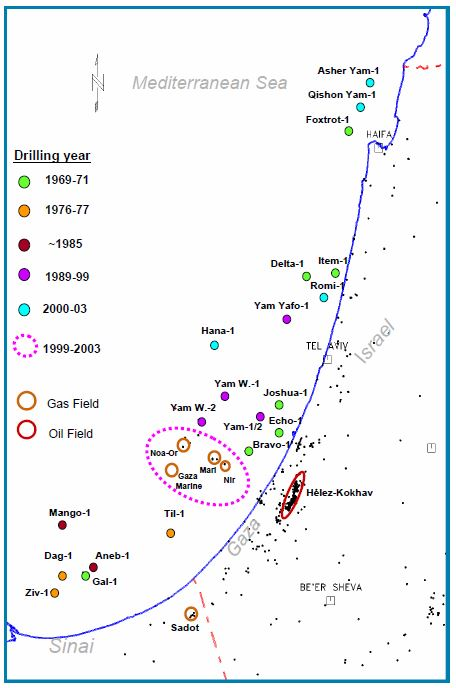 Asher Yam-1
Mediterranean Sea
Qishon Yam-1
Foxtrot-1
HAIFA
Drilling year
1969-71
1976-77
~1985
1989-99
2000-03
1999-2003
Gas Field
Oil Field
Delta-1
Item-1
Romi-1
Yam Yafo-1
Hana-1
TEL AVIV
Israel
Yam W.-1
Joshua-1
Yam W.-2
Yam-1/2
Echo-1
Bravo-1
Noa-Or
Mari
Gaza
Marine
Nir
Hêlez-Kokhav
Mango-1
Til-1
Gaza
Dag-1
Aneb-1
Gal-1
Ziv-1
BE'ER SHEVA
Sadot
Sinai